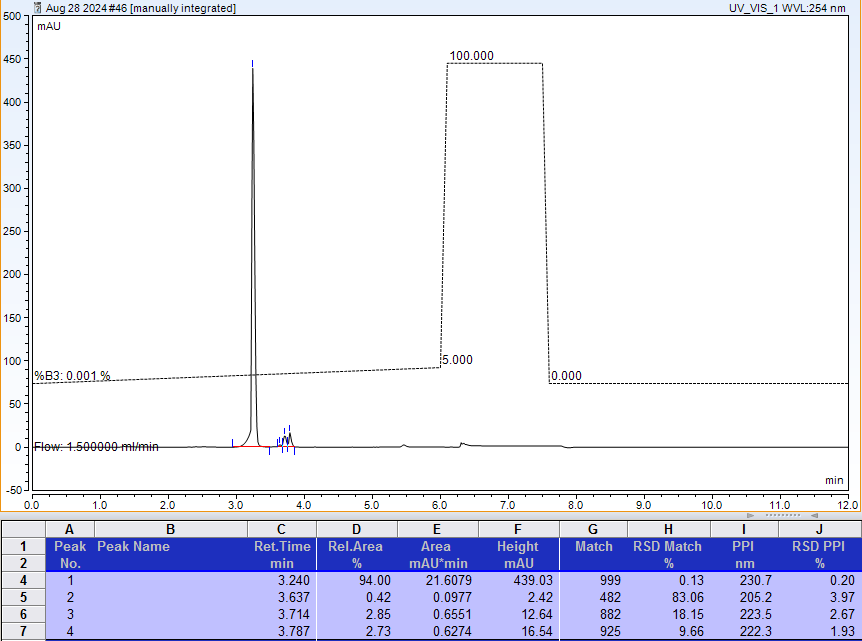 Aug 28 2024 #46 [manually integrated] UV_VIS_1 WVL:254 nm
500
mAU
450
100.000
400
350
300
250
200
150
100
5.000
%B3: 0.001 %
0.000
50
0
Flow: 1.500000 ml/min
min
-50
0.0 1.0 2.0 3.0 4.0 5.0 6.0 7.0 8.0 9.0 10.0 11.0 12.0
A B C D E F G H I J
1 Peak Peak Name Ret.Time Rel.Area Area Height Match RSD Match PPI RSD PPI
2 No. min % mAU*min mAU % nm %
4 1 3.240 94.00 21.6079 439.03 999 0.13 230.7 0.20
5 2 3.637 0.42 0.0977 2.42 482 83.06 205.2 3.97
6 3 3.714 2.85 0.6551 12.64 882 18.15 223.5 2.67
7 4 3.787 2.73 0.6274 16.54 925 9.66 222.3 1.93